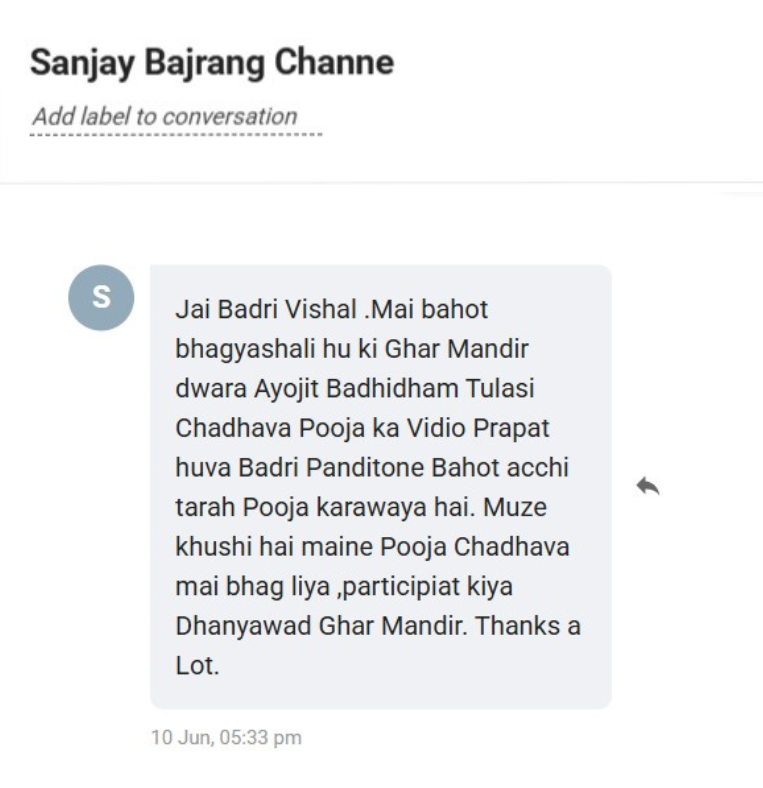 Sanjay Bajrang Channe
Add label to conversation
S
Jai Badri Vishal .Mai bahot
bhagyashali hu ki Ghar Mandir
dwara Ayojit Badhidham Tulasi
Chadhava Pooja ka Vidio Prapat
huva Badri Panditone Bahot acchi
tarah Pooja karawaya hai. Muze
khushi hai maine Pooja Chadhava
mai bhag liya ,participiat kiya
Dhanyawad Ghar Mandir. Thanks a
Lot.
10 Jun, 05:33 pm